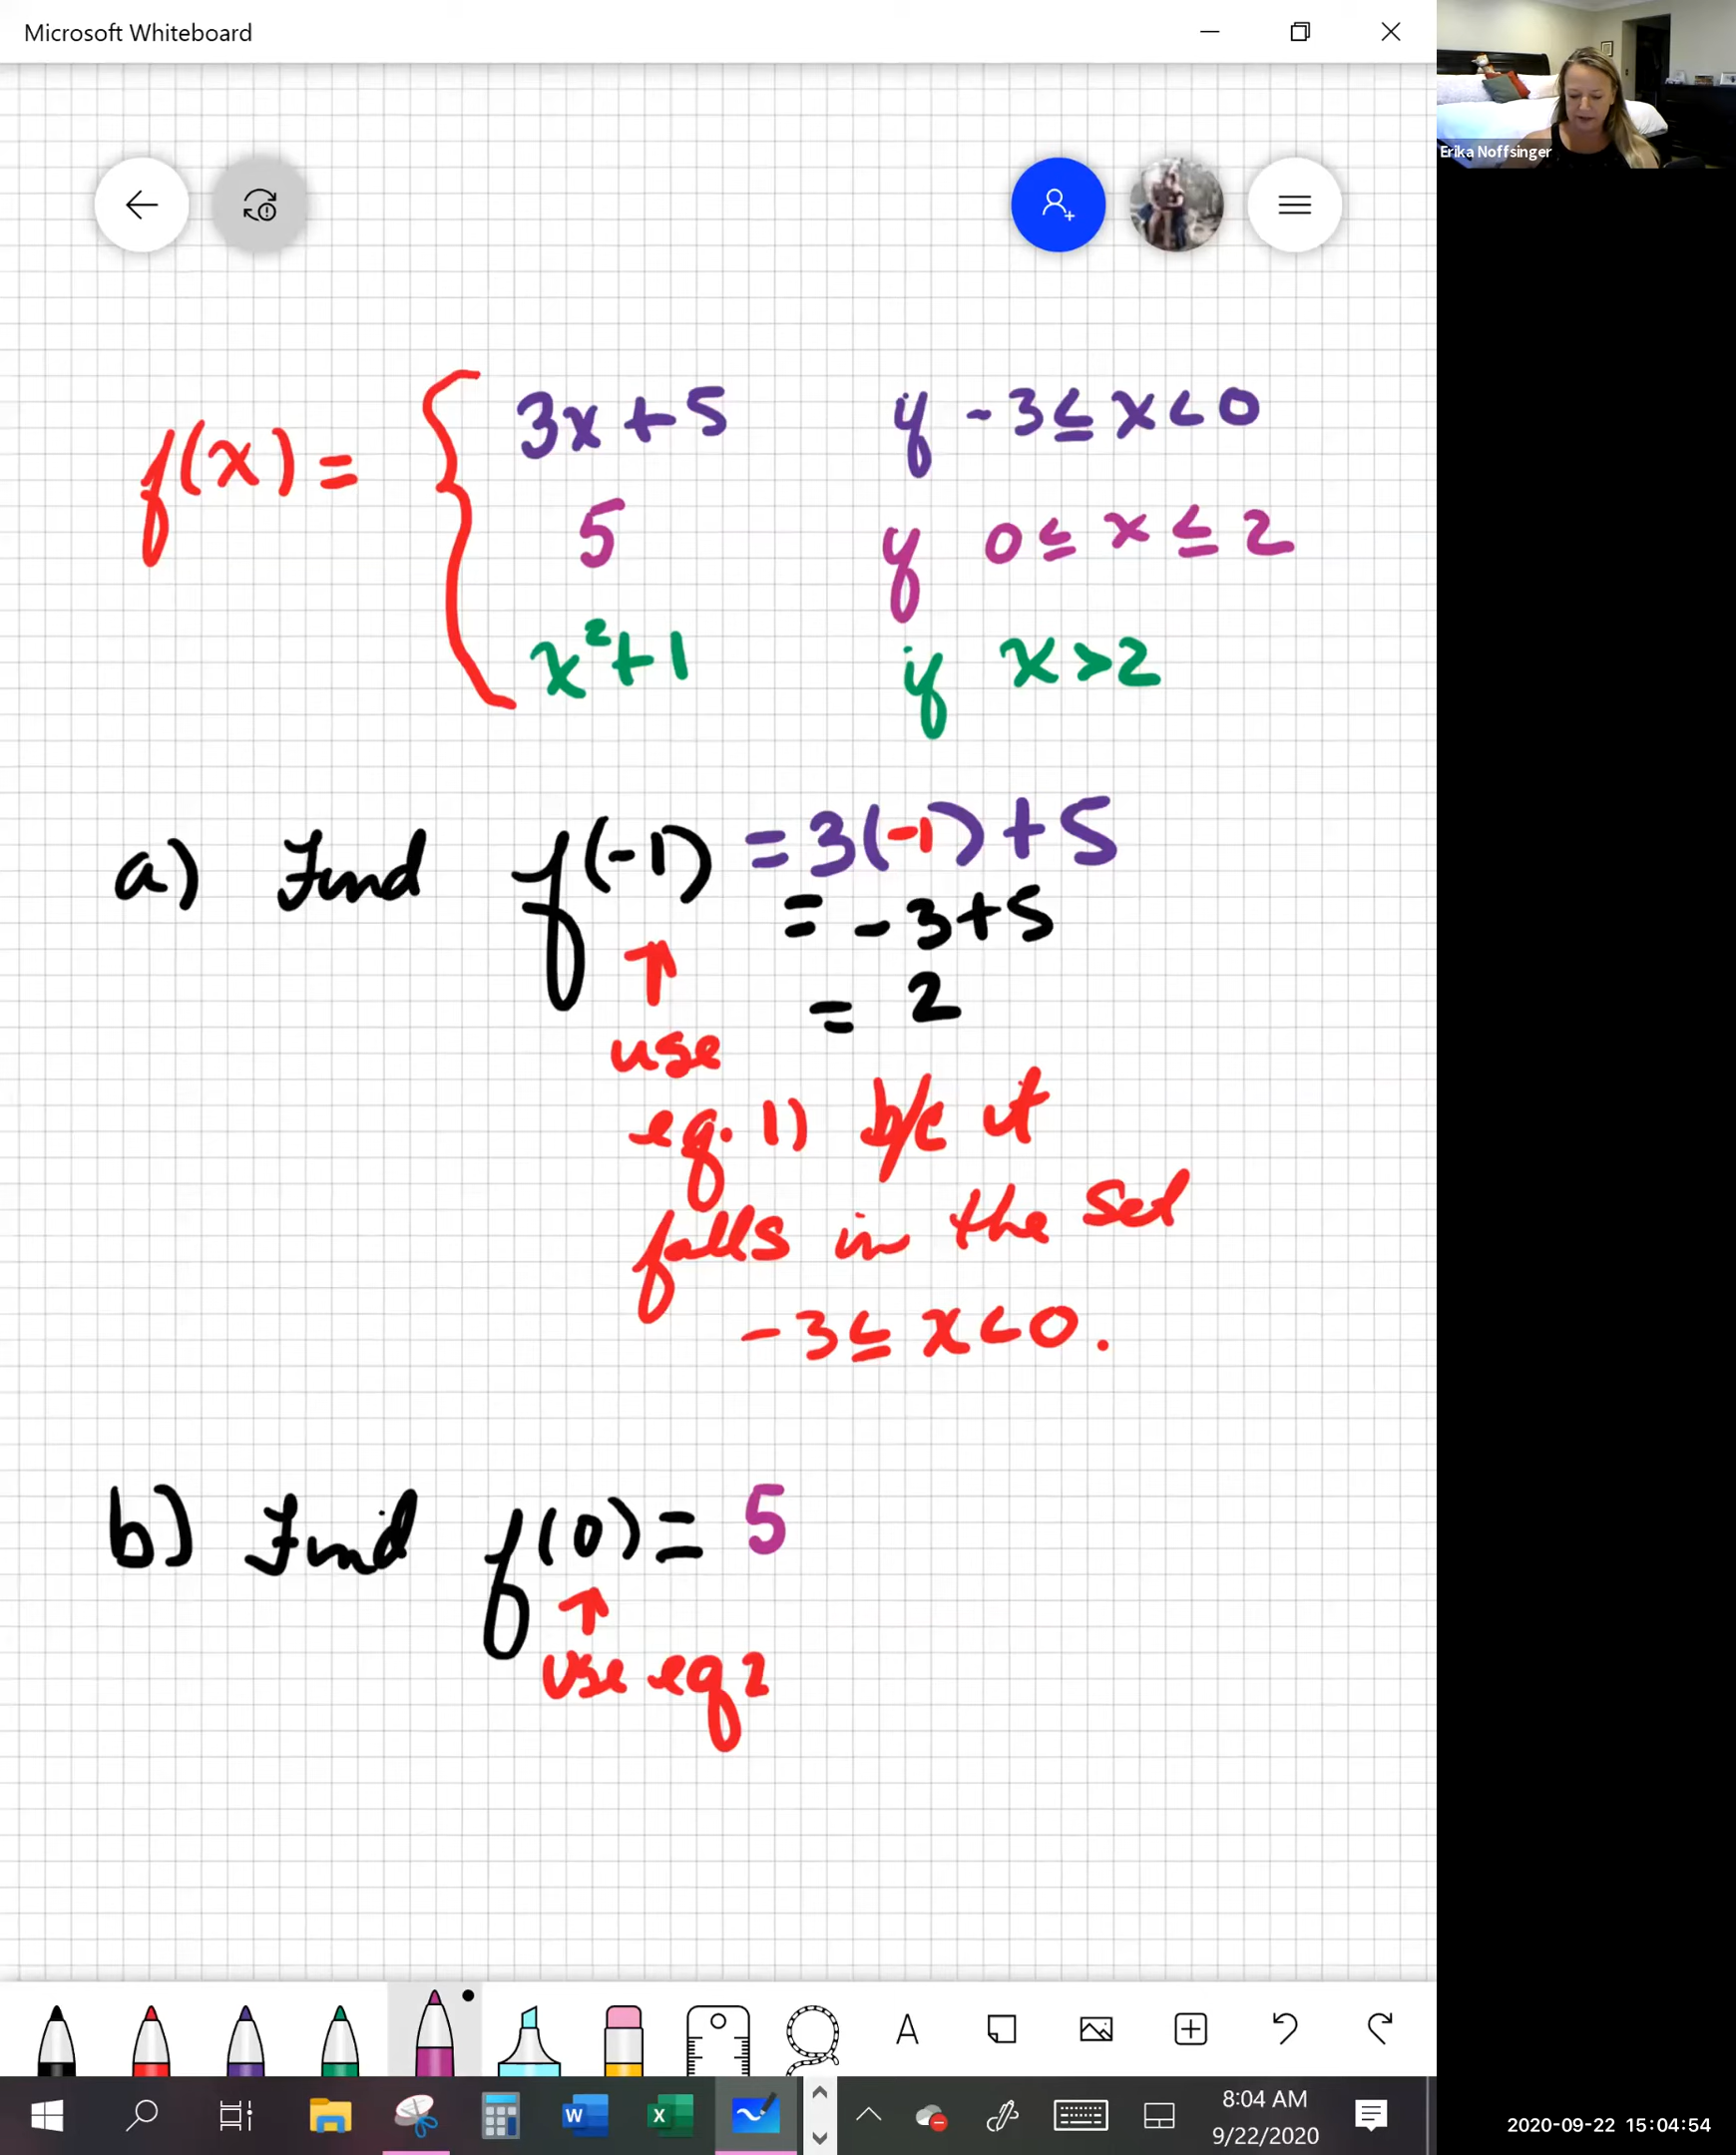 Microsoft Whiteboard
Erika Noffsinger
f(x) = { 3x + 5 if -3 ≤ x < 0
5 if 0 ≤ x ≤ 2
x² + 1 if x > 2
a) Find f(-1) = 3(-1) + 5
= -3 + 5
= 2
↑
use
eq. 1) b/c it
falls in the set
-3 ≤ x < 0.
b) Find f(0) = 5
↑
use eq 2
A
W
X
8:04 AM
9/22/2020
2020-09-22 15:04:54